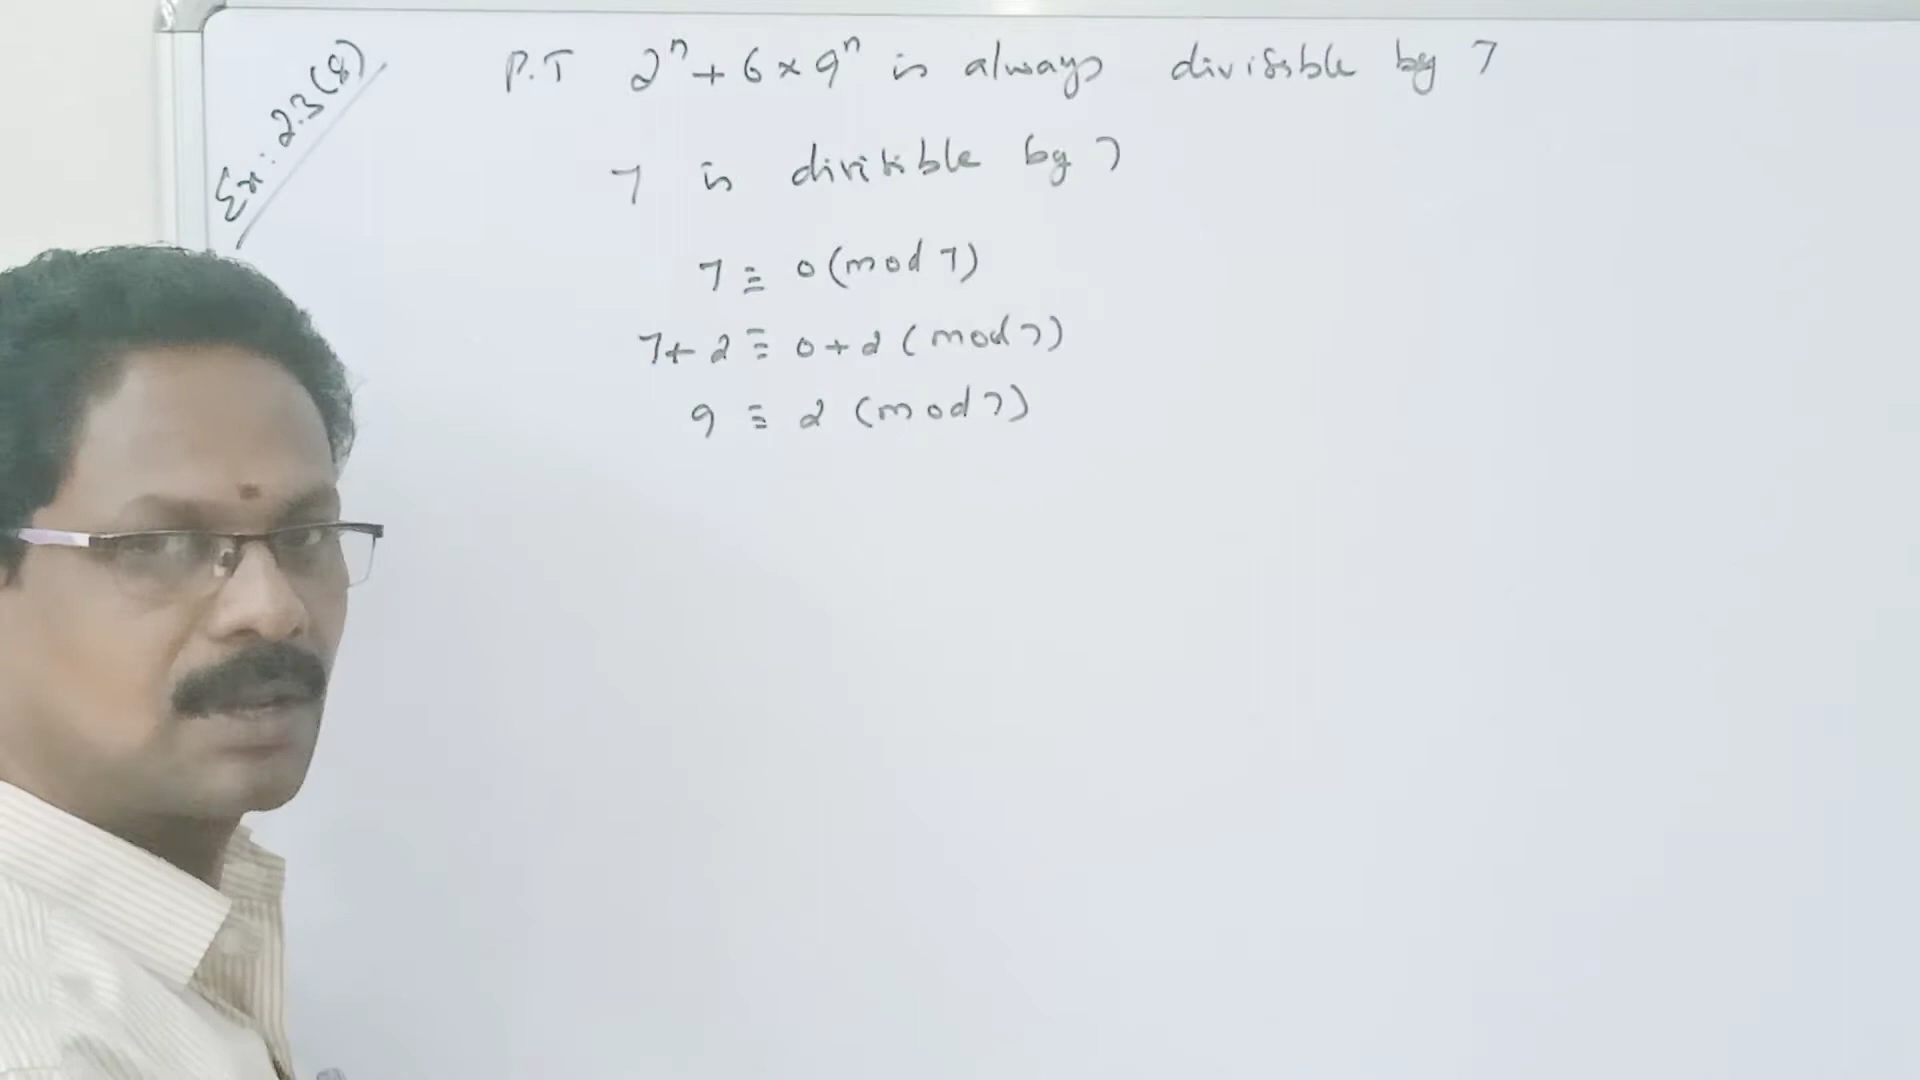 Ex: 2.3(8)
P.T 2ⁿ + 6 × 9ⁿ is always divisible by 7
7 is divisible by 7
7 ≡ 0 (mod 7)
7 + 2 ≡ 0 + 2 (mod 7)
9 ≡ 2 (mod 7)